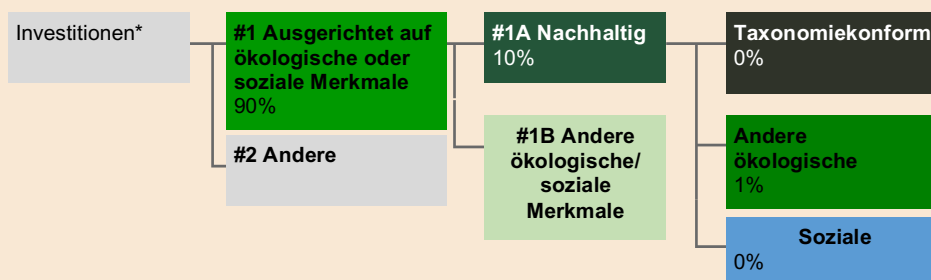 Investitionen*
#1 Ausgerichtet auf
ökologische oder
soziale Merkmale
90%
#2 Andere
#1A Nachhaltig
10%
#1B Andere
ökologische/
soziale
Merkmale
Taxonomiekonform
0%
Andere
ökologische
1%
Soziale
0%